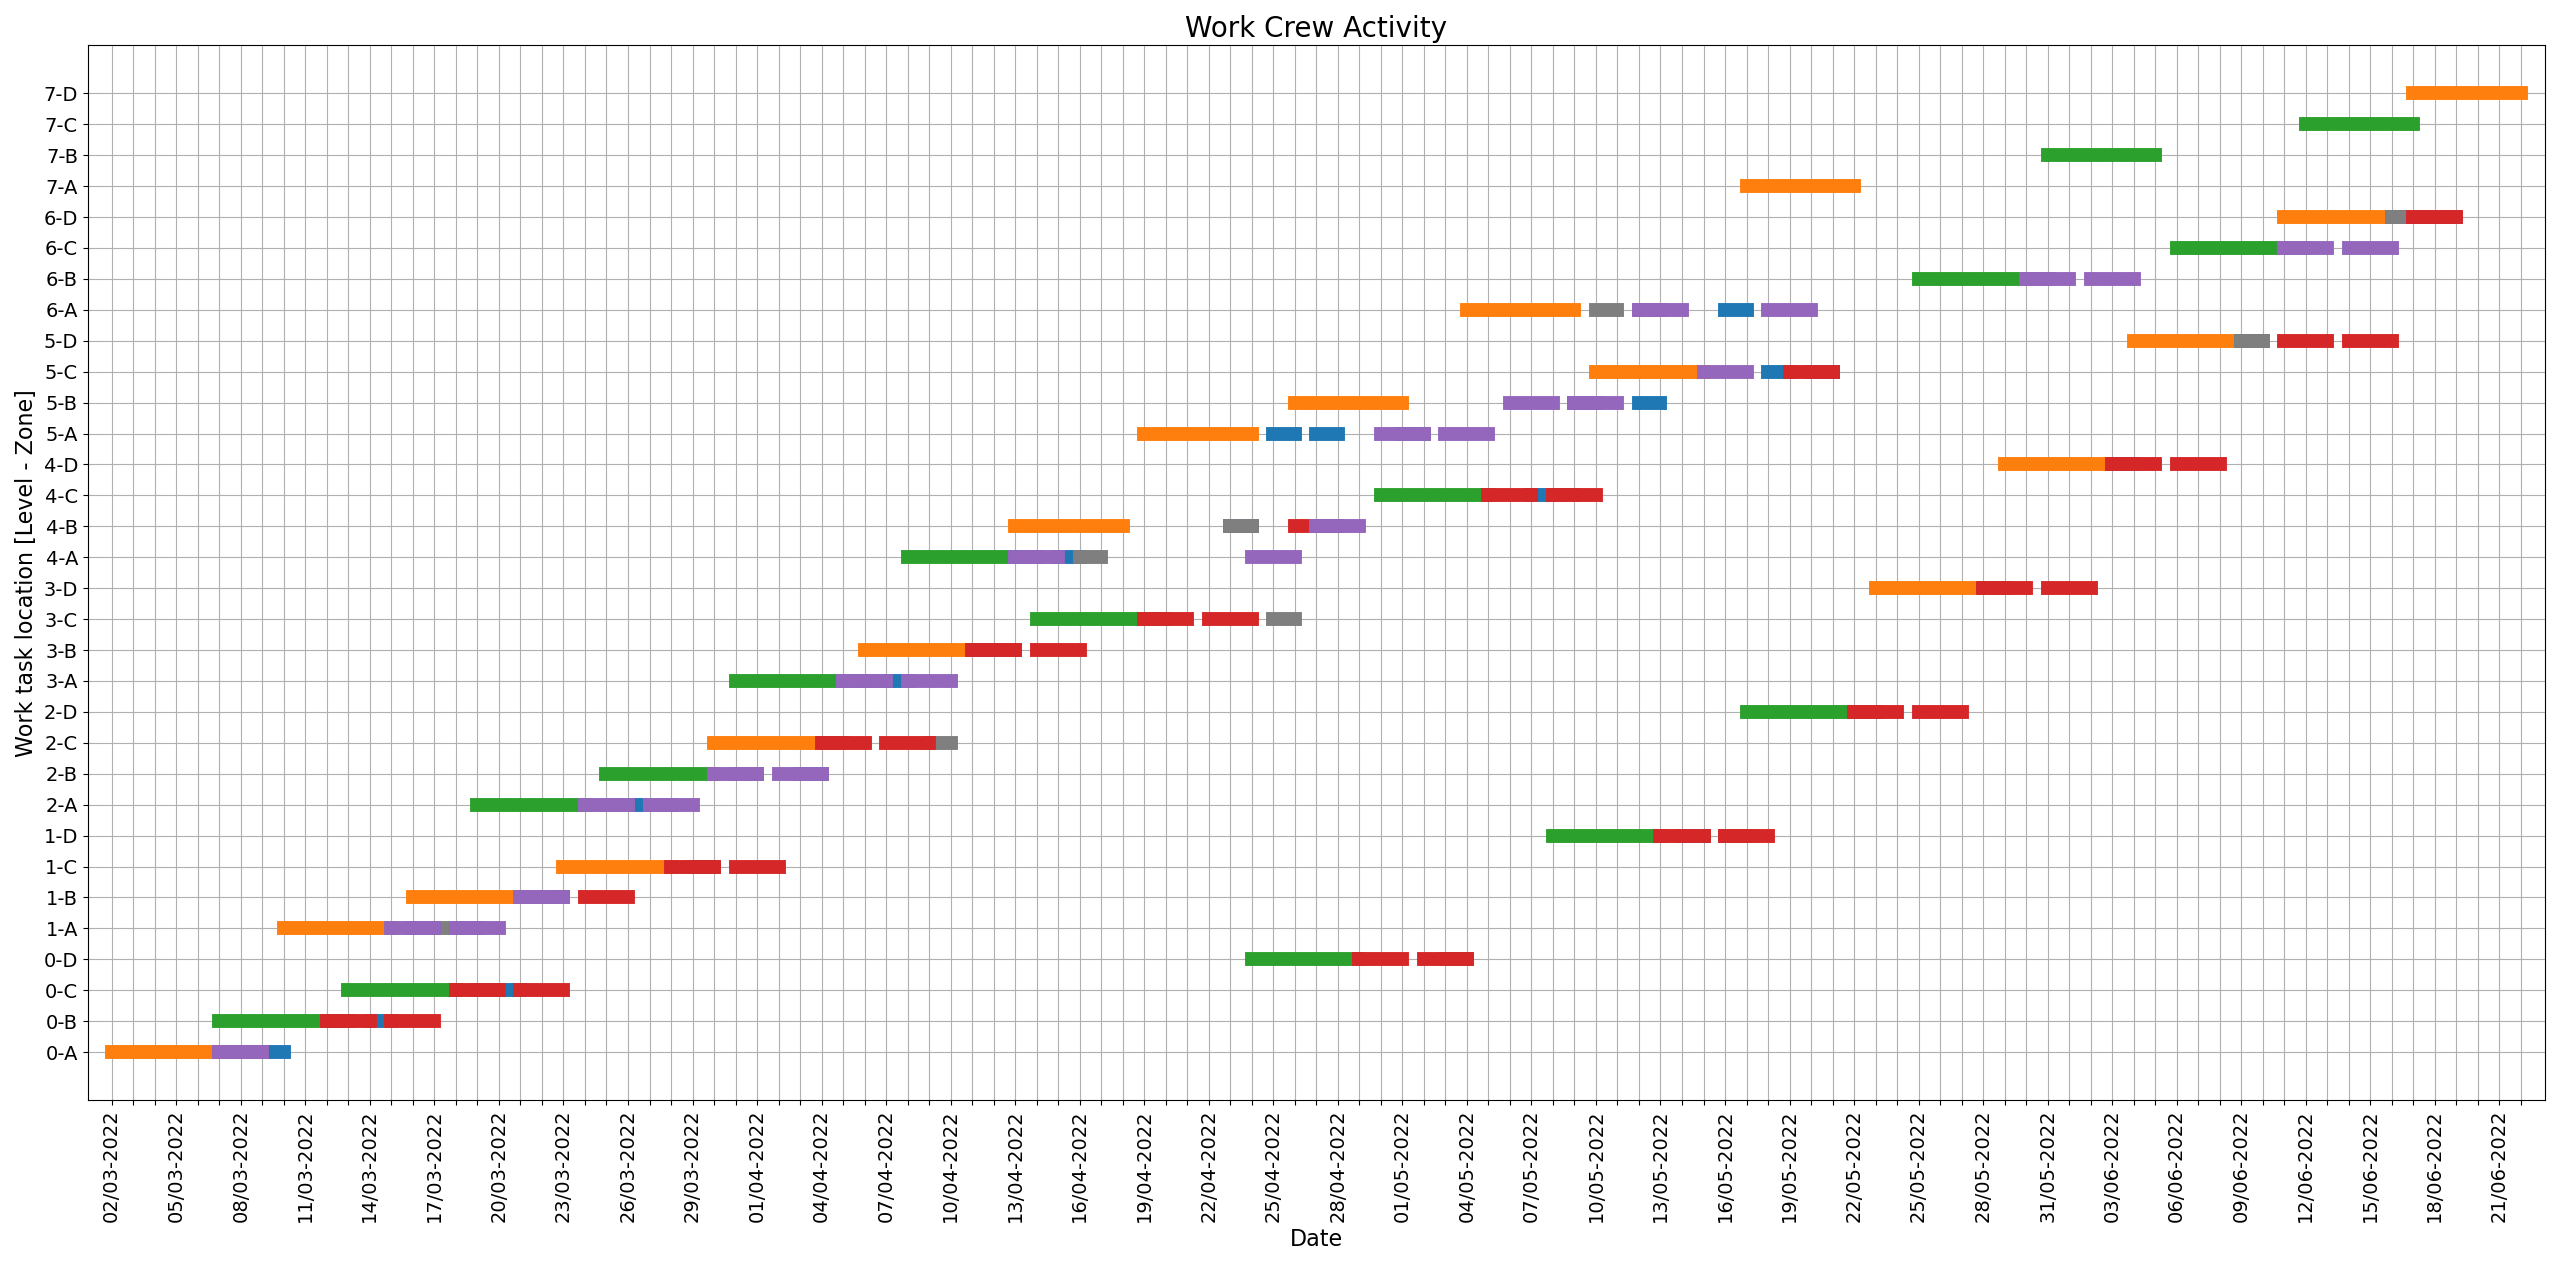 Work Crew Activity
Work task location [Level - Zone]
7-D
7-C
7-B
7-A
6-D
6-C
6-B
6-A
5-D
5-C
5-B
5-A
4-D
4-C
4-B
4-A
3-D
3-C
3-B
3-A
2-D
2-C
2-B
2-A
1-D
1-C
1-B
1-A
0-D
0-C
0-B
0-A
02/03-2022
05/03-2022
08/03-2022
11/03-2022
14/03-2022
17/03-2022
20/03-2022
23/03-2022
26/03-2022
29/03-2022
01/04-2022
04/04-2022
07/04-2022
10/04-2022
13/04-2022
16/04-2022
19/04-2022
22/04-2022
25/04-2022
28/04-2022
01/05-2022
04/05-2022
07/05-2022
10/05-2022
13/05-2022
16/05-2022
19/05-2022
22/05-2022
25/05-2022
28/05-2022
31/05-2022
03/06-2022
06/06-2022
09/06-2022
12/06-2022
15/06-2022
18/06-2022
21/06-2022
Date